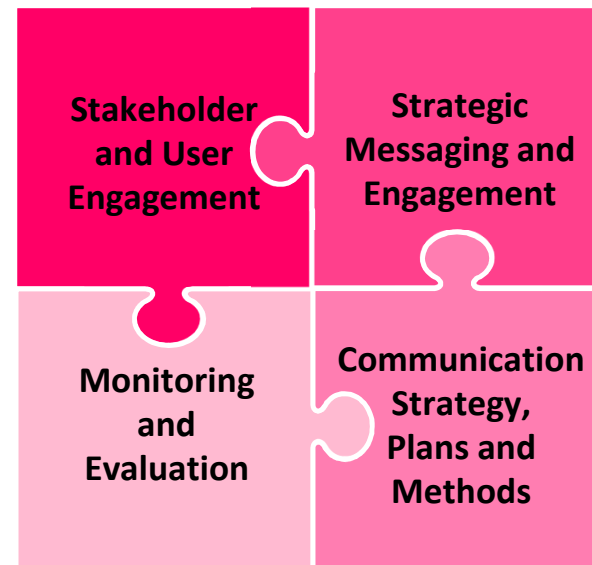 Stakeholder
and User
Engagement
Strategic
Messaging and
Engagement
Monitoring
and
Evaluation
Communication
Strategy,
Plans and
Methods